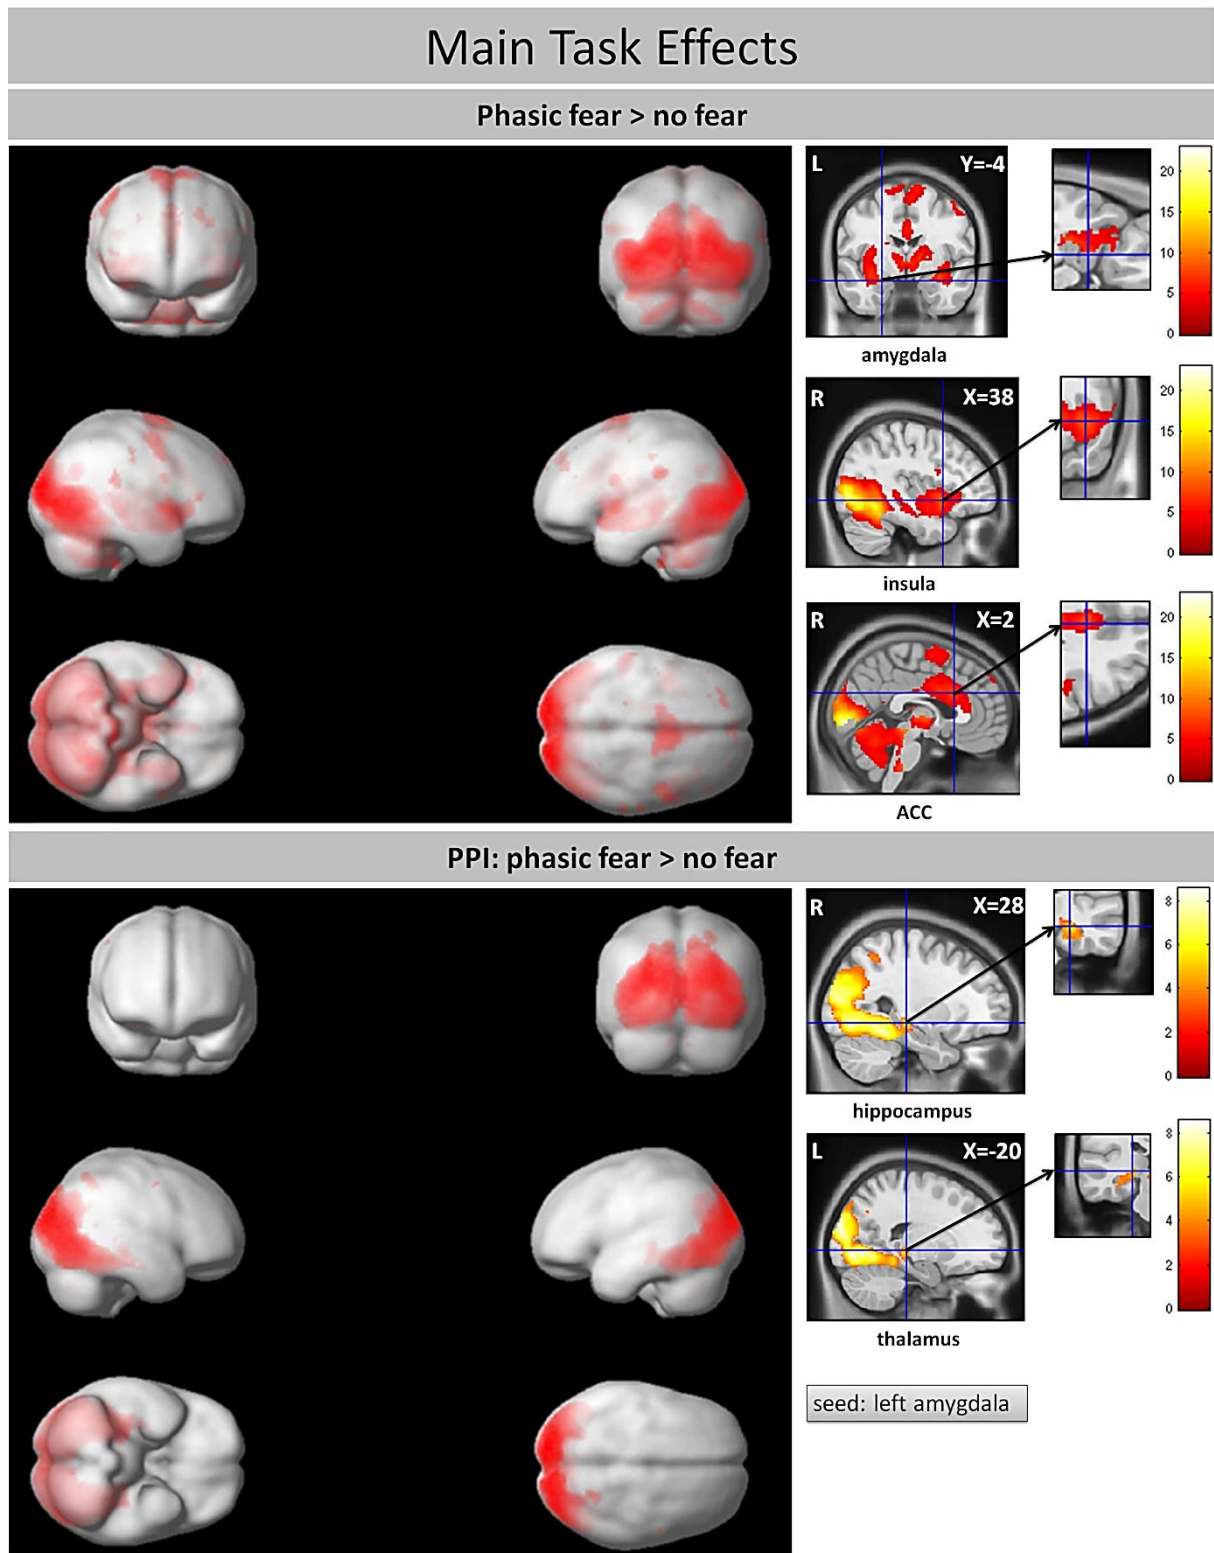 Main Task Effects
Phasic fear > no fear
L Y=-4
20
15
10
5
0
amygdala
R X=38
20
15
10
5
0
insula
R X=2
20
15
10
5
0
ACC
PPI: phasic fear > no fear
R X=28
8
6
4
2
0
hippocampus
L X=-20
8
6
4
2
0
thalamus
seed: left amygdala